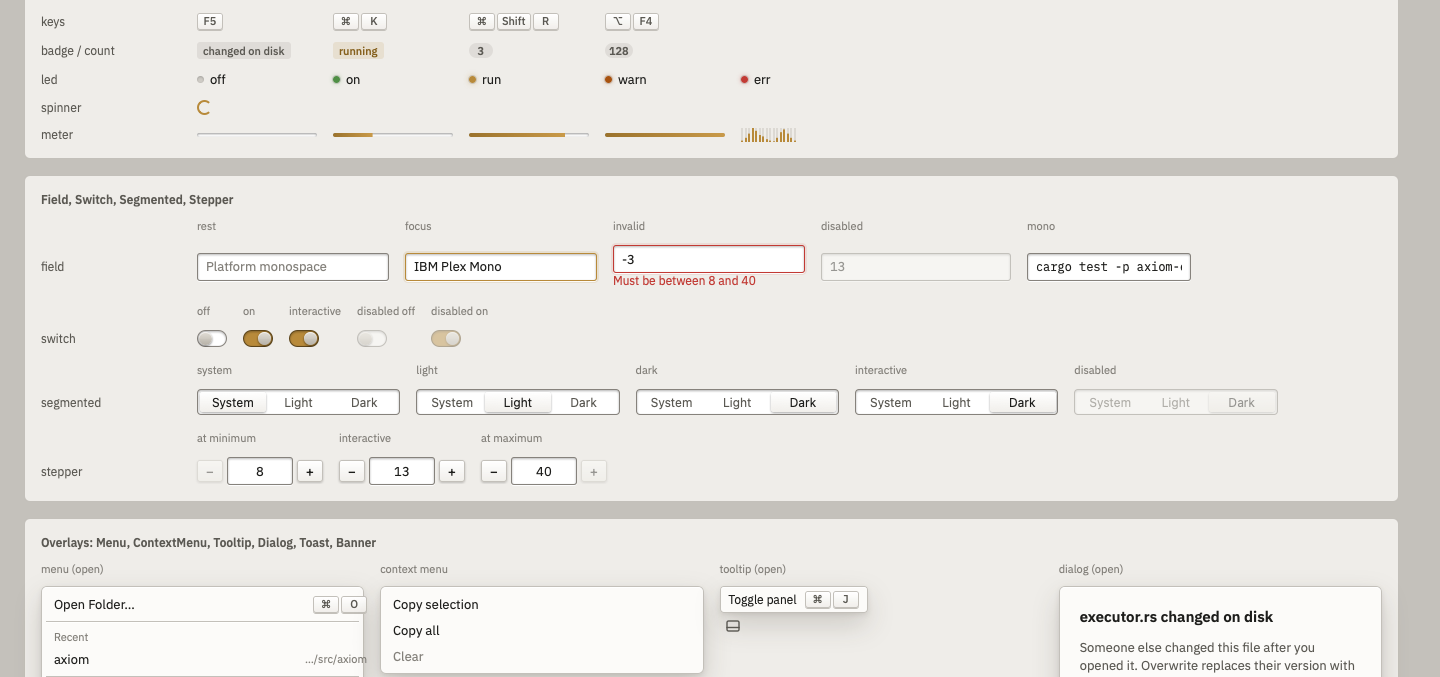 keys F5 ⌘ K ⌘ Shift R ⌥ F4
badge / count changed on disk running 3 128
led off on run warn err
spinner
meter
Field, Switch, Segmented, Stepper
rest focus invalid disabled mono
field Platform monospace IBM Plex Mono -3 13 cargo test -p axiom-
Must be between 8 and 40
off on interactive disabled off disabled on
switch
system light dark interactive disabled
segmented System Light Dark System Light Dark System Light Dark System Light Dark System Light Dark
at minimum interactive at maximum
stepper − 8 + − 13 + − 40 +
Overlays: Menu, ContextMenu, Tooltip, Dialog, Toast, Banner
menu (open) context menu tooltip (open) dialog (open)
Open Folder… ⌘ O
Recent
axiom …/src/axiom
Copy selection
Copy all
Clear
Toggle panel ⌘ J
executor.rs changed on disk
Someone else changed this file after you
opened it. Overwrite replaces their version with